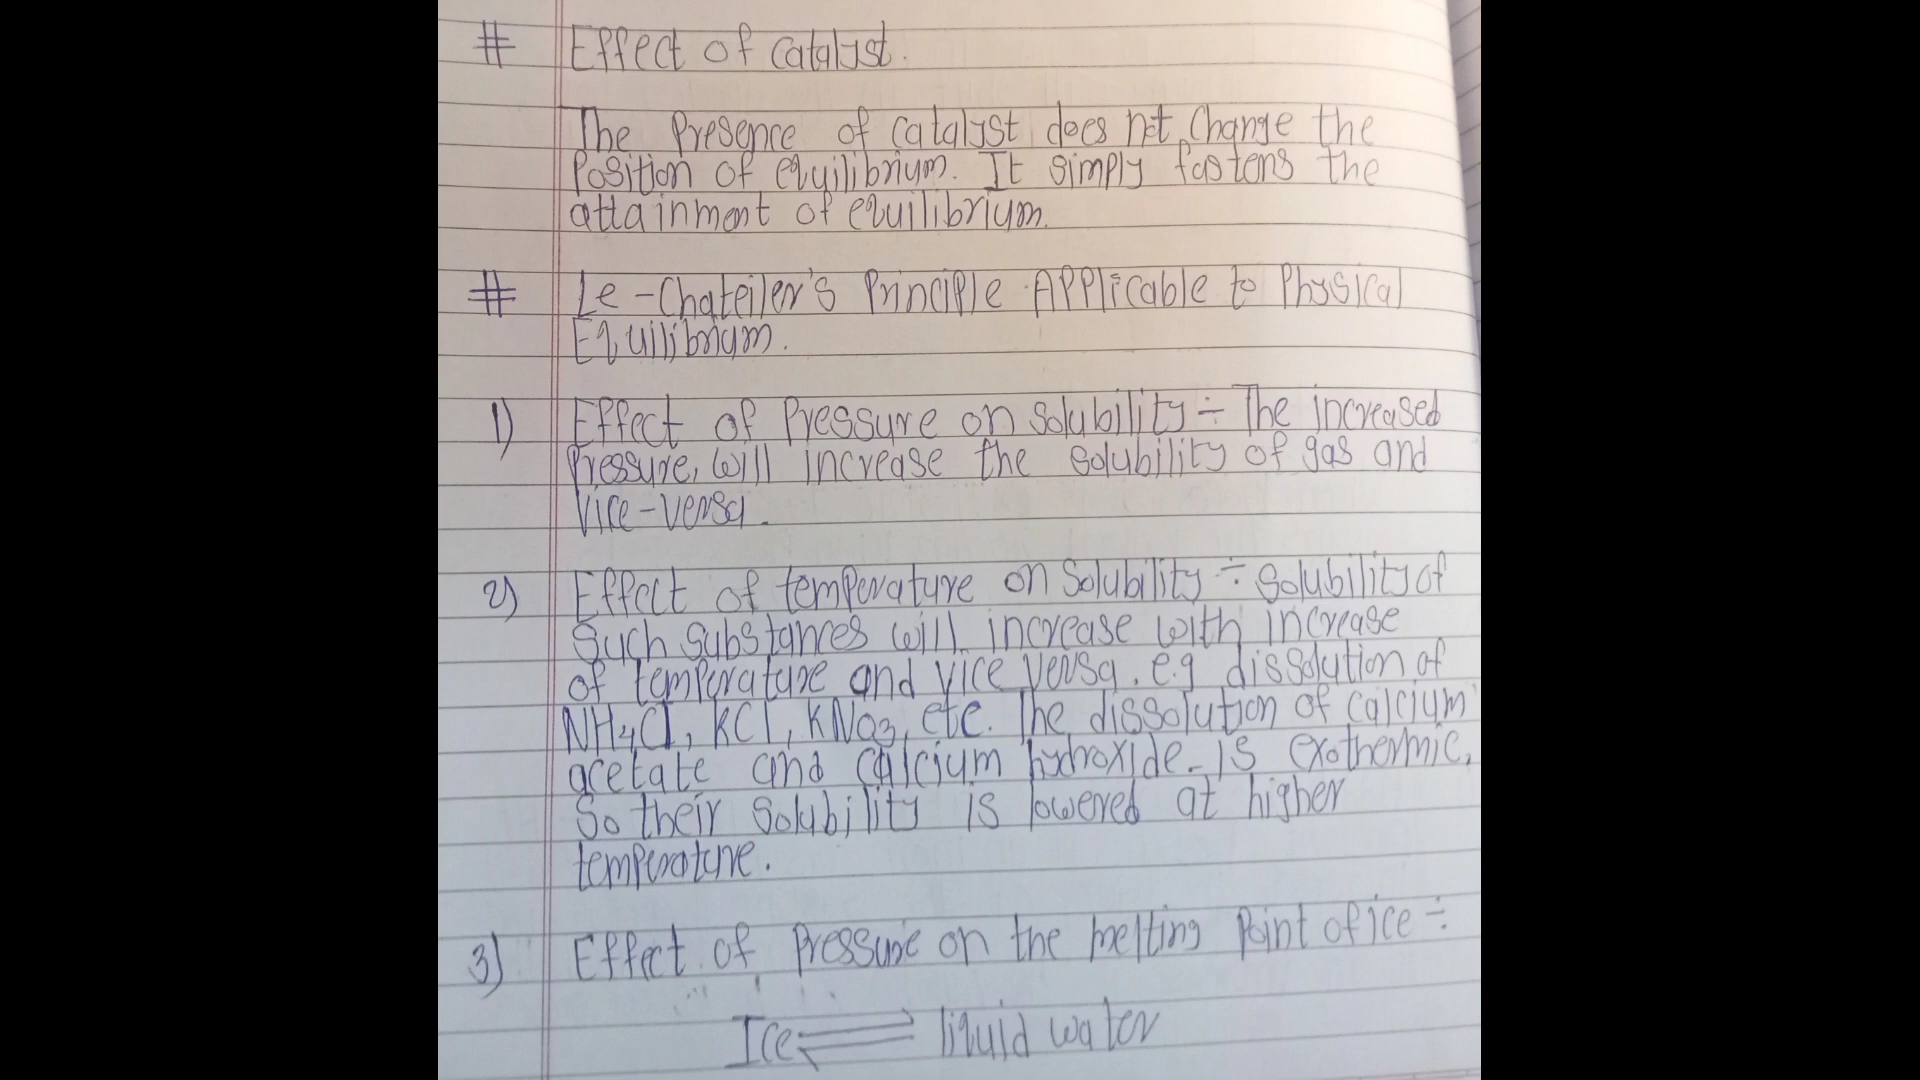 # Effect of catalyst.
The Presence of catalyst does not change the
Position of equilibrium. It simply fastens the
attainment of equilibrium.
# Le-Chateiler's Principle Applicable to Physical
Equilibrium.
1) Effect of Pressure on Solubility ÷ The increased
Pressure, will increase the solubility of gas and
Vice-versa.
2) Effect of temperature on Solubility ÷ Solubility of
Such substances will increase with increase
of temperature and vice versa. e.g dissolution of
NH4Cl, KCl, KNO3, etc. The dissolution of calcium
acetate and calcium hydroxide is exothermic,
So their Solubility is lowered at higher
temperature.
3) Effect of Pressure on the melting Point of ice ÷
Ice ⇌ liquid water